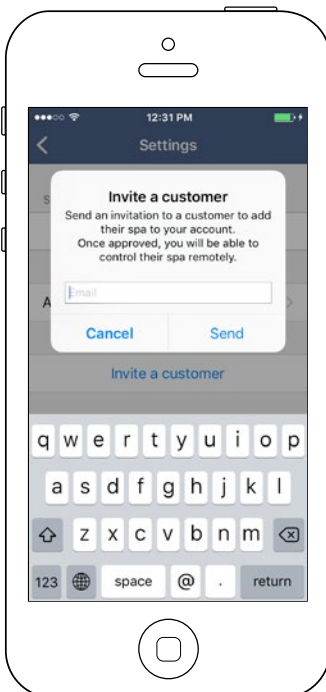 12:31 PM
Settings
S
Invite a customer
Send an invitation to a customer to add
their spa to your account.
Once approved, you will be able to
control their spa remotely.
A
Email
Cancel Send
Invite a customer
q w e r t y u i o p
a s d f g h j k l
z x c v b n m
123 space @ . return